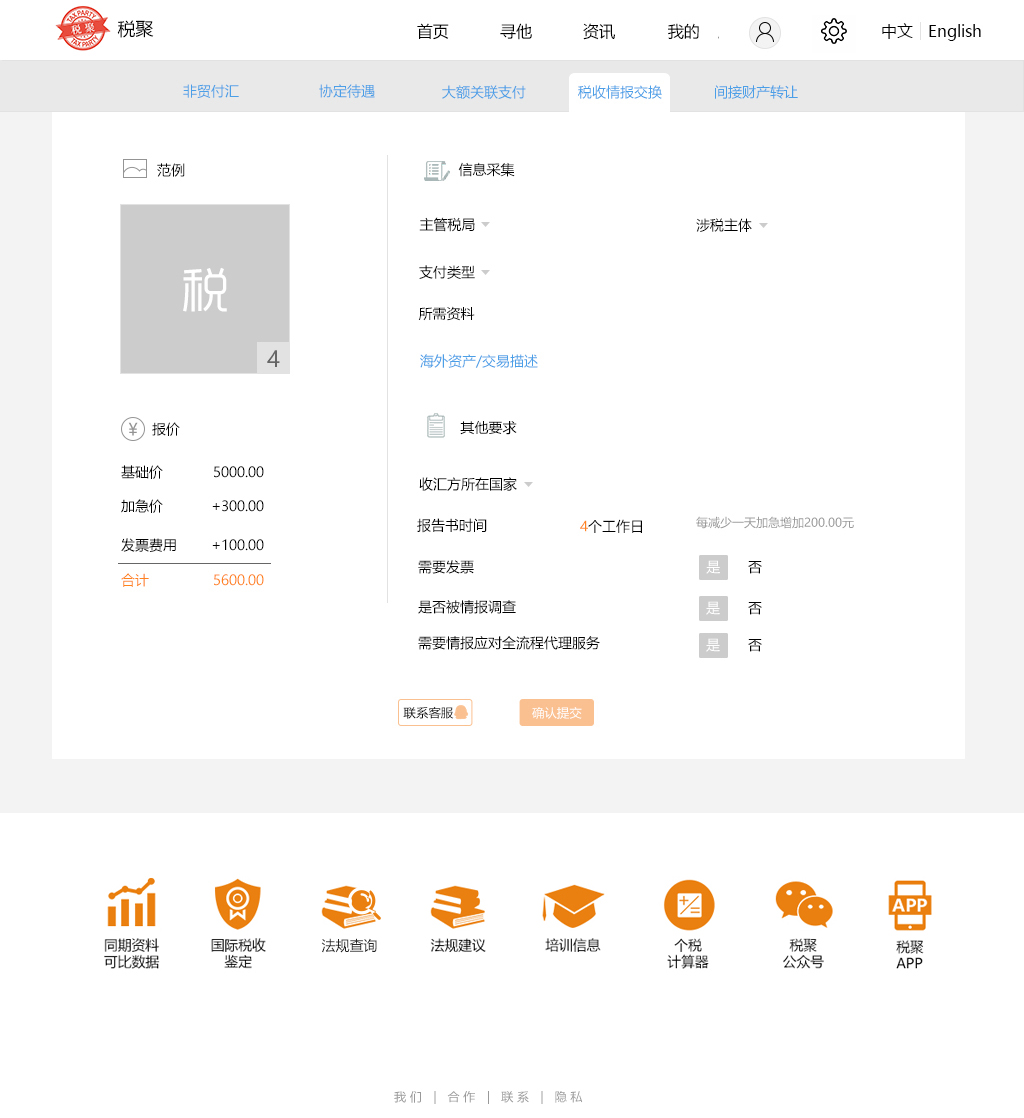 TAX PARTY
税聚
TAX PARTY
税聚
首页 寻他 资讯 我的 中文 English
非贸付汇 协定待遇 大额关联支付 税收情报交换 间接财产转让
范例
税
4
报价
基础价 5000.00
加急价 +300.00
发票费用 +100.00
合计 5600.00
信息采集
主管税局 涉税主体
支付类型
所需资料
海外资产/交易描述
其他要求
收汇方所在国家
报告书时间 4个工作日 每减少一天加急增加200.00元
需要发票 是 否
是否被情报调查 是 否
需要情报应对全流程代理服务 是 否
联系客服 确认提交
APP
同期资料 国际税收 法规查询 法规建议 培训信息 个税 税聚 税聚
可比数据 鉴定 计算器 公众号 APP
我们 | 合作 | 联系 | 隐私